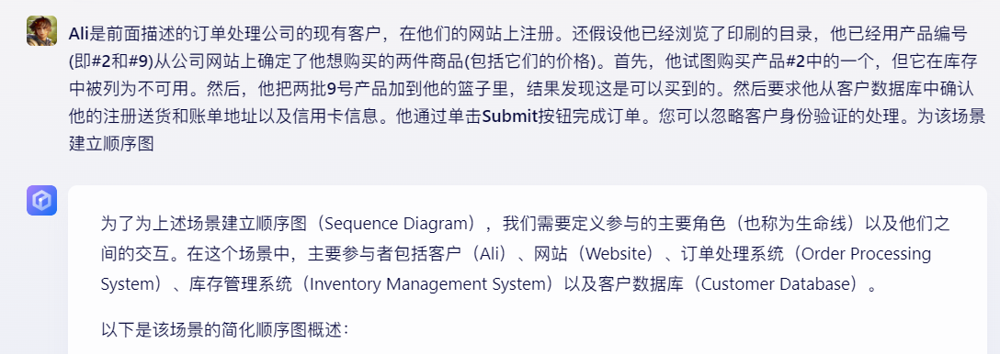 Ali是前面描述的订单处理公司的现有客户，在他们的网站上注册。还假设他已经浏览了印刷的目录，他已经用产品编号
(即#2和#9)从公司网站上确定了他想购买的两件商品(包括它们的价格)。首先，他试图购买产品#2中的一个，但它在库存
中被列为不可用。然后，他把两批9号产品加到他的篮子里，结果发现这是可以买到的。然后要求他从客户数据库中确认
他的注册送货和账单地址以及信用卡信息。他通过单击Submit按钮完成订单。您可以忽略客户身份验证的处理。为该场景
建立顺序图
为了为上述场景建立顺序图（Sequence Diagram），我们需要定义参与的主要角色（也称为生命线）以及他们之
间的交互。在这个场景中，主要参与者包括客户（Ali）、网站（Website）、订单处理系统（Order Processing
System）、库存管理系统（Inventory Management System）以及客户数据库（Customer Database）。
以下是该场景的简化顺序图概述：